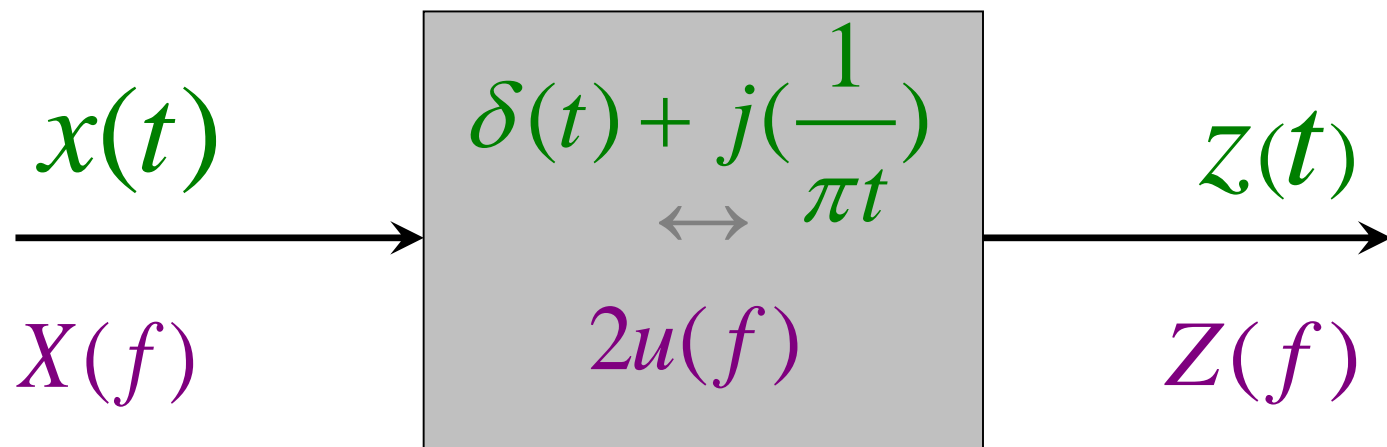 x(t)
X(f)
δ(t) + j(1/πt)
↔
2u(f)
z(t)
Z(f)